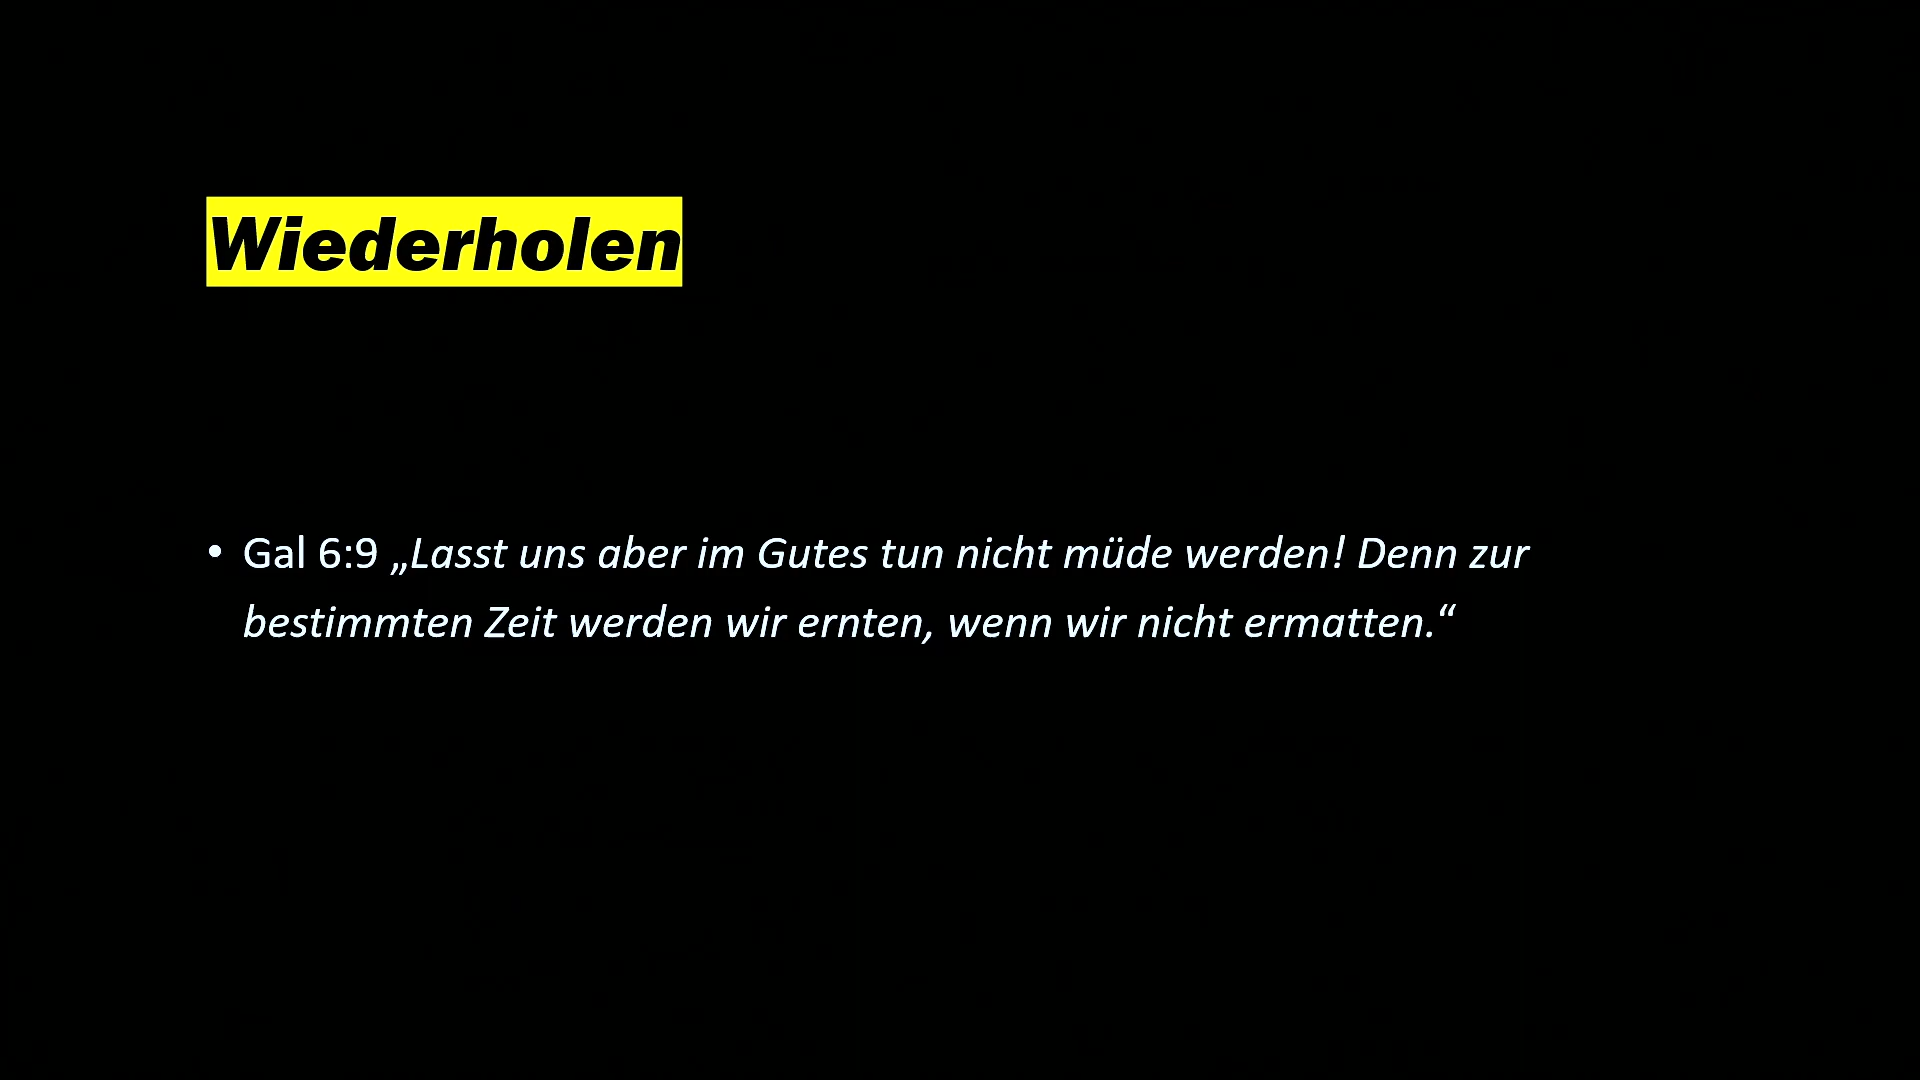 Wiederholen
• Gal 6:9 „Lasst uns aber im Gutes tun nicht müde werden! Denn zur
bestimmten Zeit werden wir ernten, wenn wir nicht ermatten.“